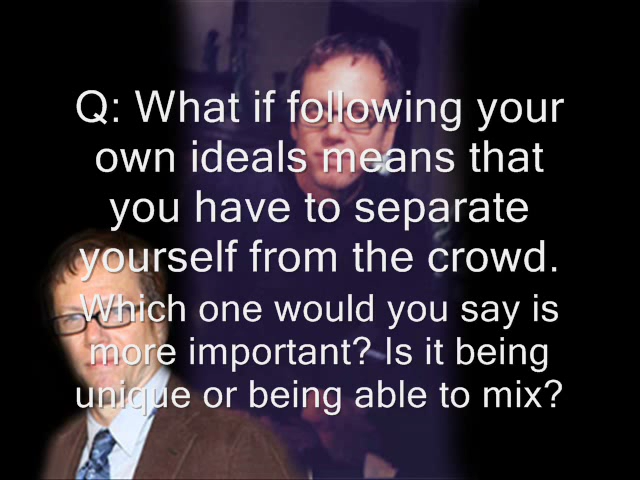 Q: What if following your
own ideals means that
you have to separate
yourself from the crowd.
Which one would you say is
more important? Is it being
unique or being able to mix?